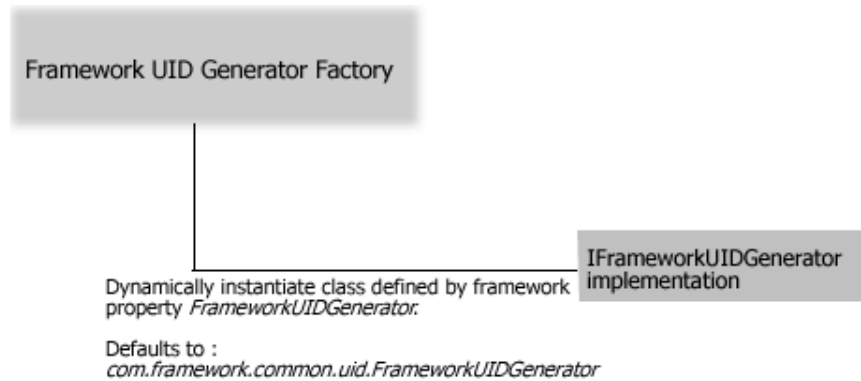 Framework UID Generator Factory
IFrameworkUIDGenerator
implementation
Dynamically instantiate class defined by framework
property FrameworkUIDGenerator.
Defaults to :
com.framework.common.uid.FrameworkUIDGenerator